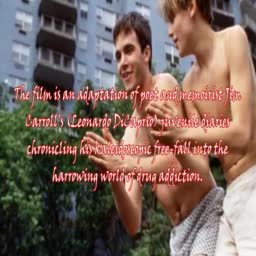 The film is an adaptation of poet and memoirist Jim
Carroll's (Leonardo DiCaprio) juvenile diaries
chronicling his kaleidoscopic free-fall into the
harrowing world of drug addiction.